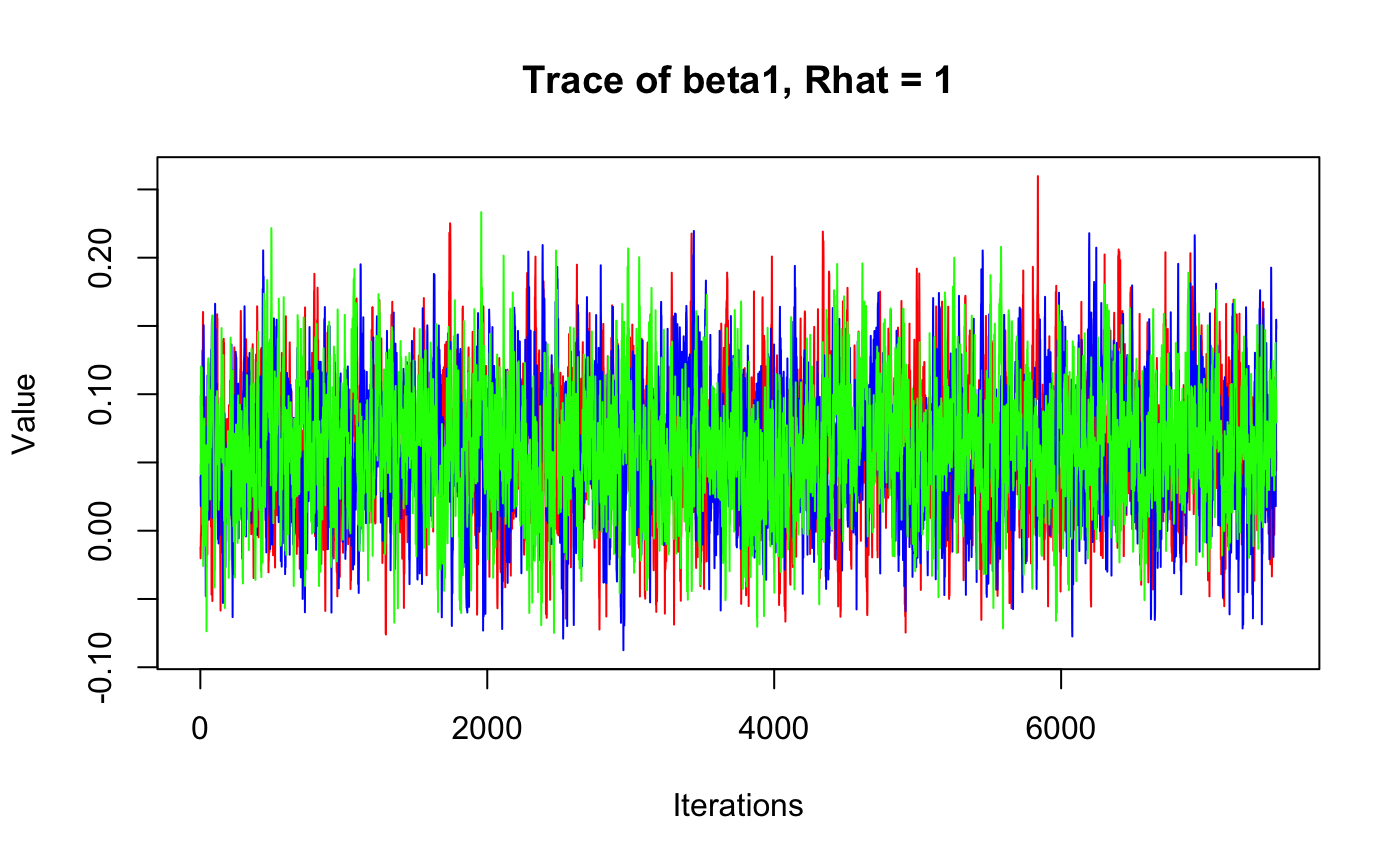 Trace of beta1, Rhat = 1
Value
0.20
0.10
0.00
-0.10
0 2000 4000 6000
Iterations